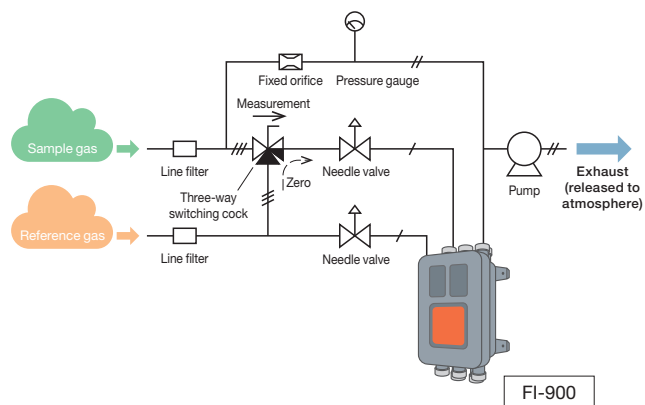 Fixed orifice
Pressure gauge
Measurement
Sample gas
Line filter
Needle valve
Zero
Three-way
switching cock
Pump
Exhaust
(released to
atmosphere)
Reference gas
Line filter
Needle valve
FI-900